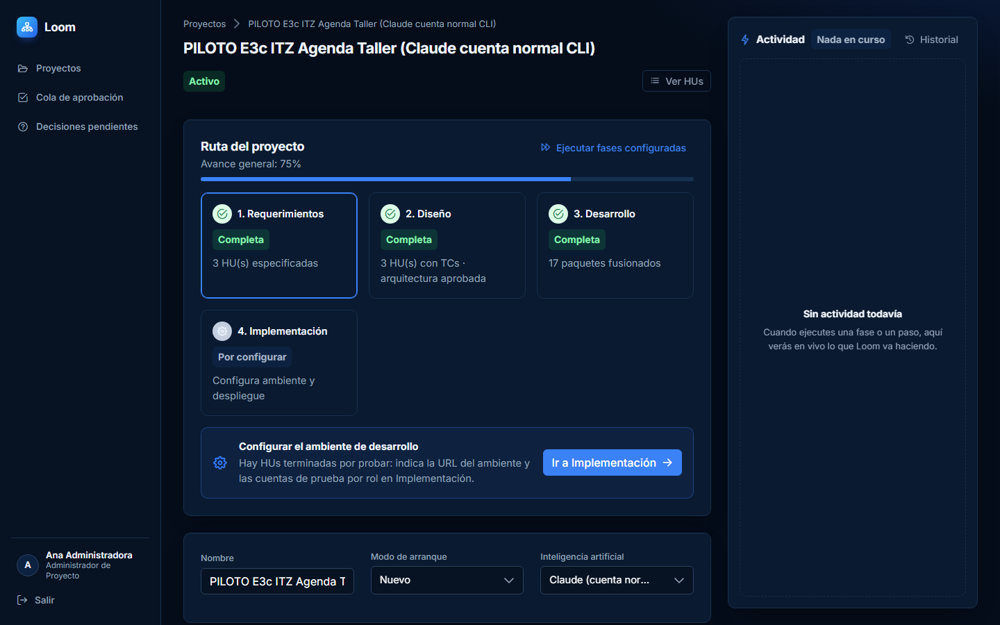 Loom
Proyectos
Cola de aprobación
Decisiones pendientes
A
Ana Administradora
Administrador de
Proyecto
Salir
Proyectos
PILOTO E3c ITZ Agenda Taller (Claude cuenta normal CLI)
PILOTO E3c ITZ Agenda Taller (Claude cuenta normal CLI)
Activo
Ver HUs
Ruta del proyecto
Avance general: 75%
Ejecutar fases configuradas
1. Requerimientos
Completa
3 HU(s) especificadas
2. Diseño
Completa
3 HU(s) con TCs ·
arquitectura aprobada
3. Desarrollo
Completa
17 paquetes fusionados
4. Implementación
Por configurar
Configura ambiente y
despliegue
Configurar el ambiente de desarrollo
Hay HUs terminadas por probar: indica la URL del ambiente y
las cuentas de prueba por rol en Implementación.
Ir a Implementación
Nombre
PILOTO E3c ITZ Agenda T
Modo de arranque
Nuevo
Inteligencia artificial
Claude (cuenta nor...
Actividad
Nada en curso
Historial
Sin actividad todavía
Cuando ejecutes una fase o un paso, aquí
verás en vivo lo que Loom va haciendo.